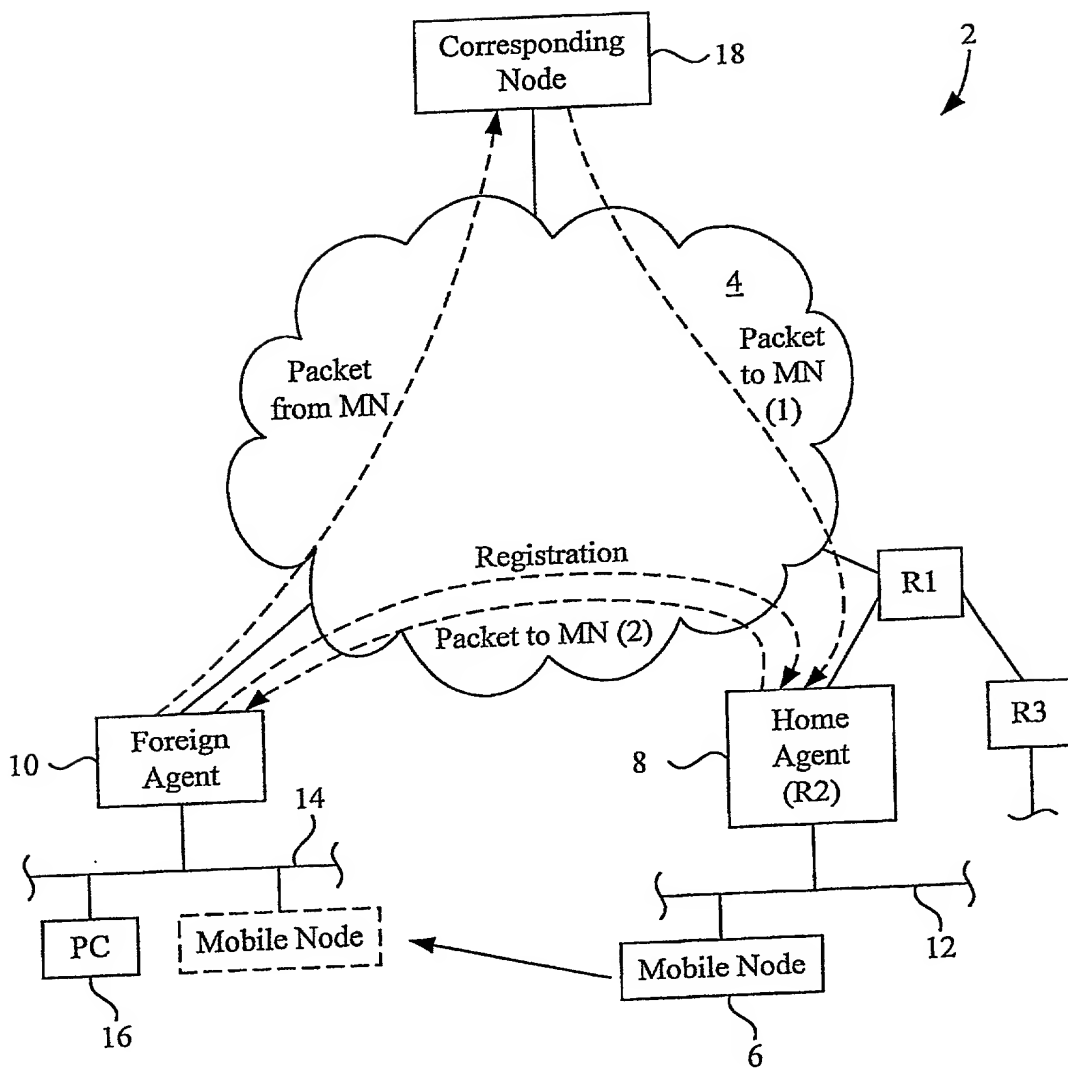 Corresponding
Node
18
2
4
Packet
to MN
(1)
Packet
from MN
Registration
Packet to MN (2)
R1
R3
10
Foreign
Agent
8
Home
Agent
(R2)
14
12
PC
Mobile Node
Mobile Node
16
6